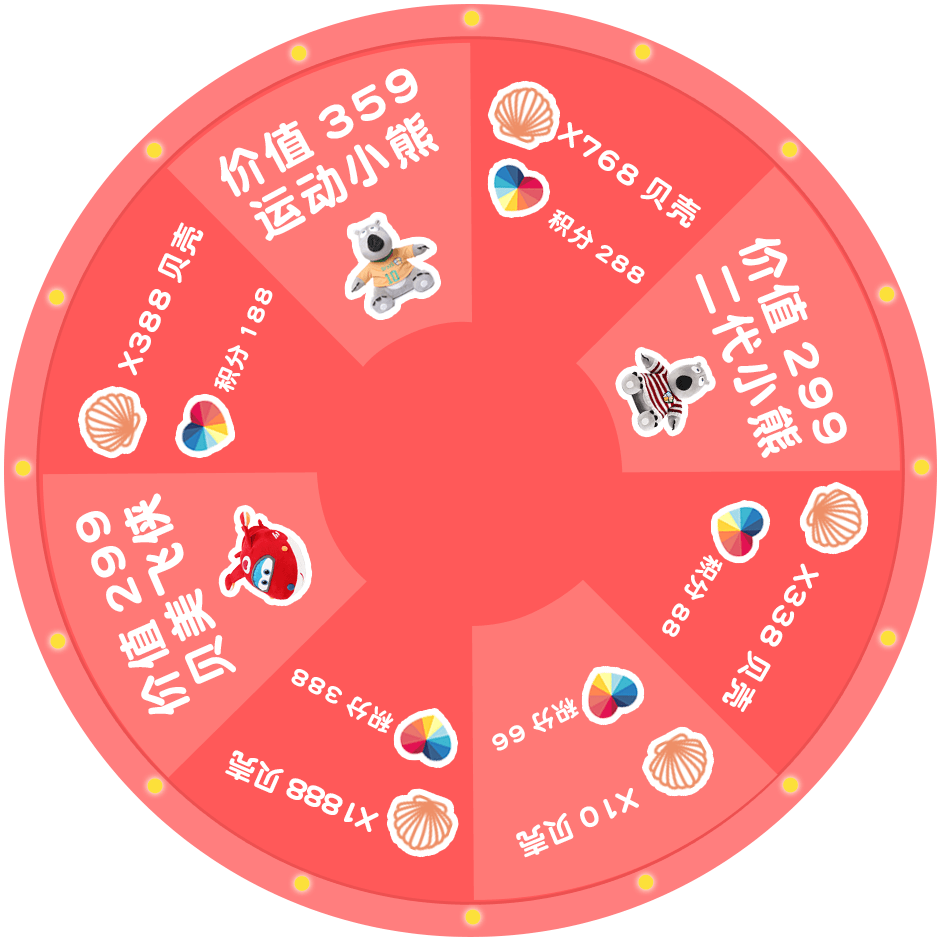 X768 贝壳
积分 288
价值 299
二代小熊
X338 贝壳
积分 88
X10 贝壳
积分 66
X1888 贝壳
积分 388
价值 299
贝美飞侠
X388 贝壳
积分 188
价值 359
运动小熊
10